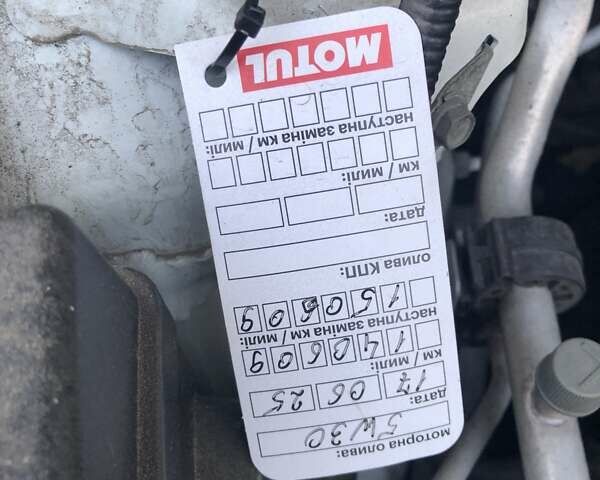 МОТОРНА ОЛИВА:
5W30
ДАТА:
17 06 25
КМ / МИЛІ:
140609
НАСТУПНА ЗАМІНА КМ / МИЛІ:
150609
ОЛИВА КПП:
ДАТА:
КМ / МИЛІ:
НАСТУПНА ЗАМІНА КМ / МИЛІ:
MOTUL